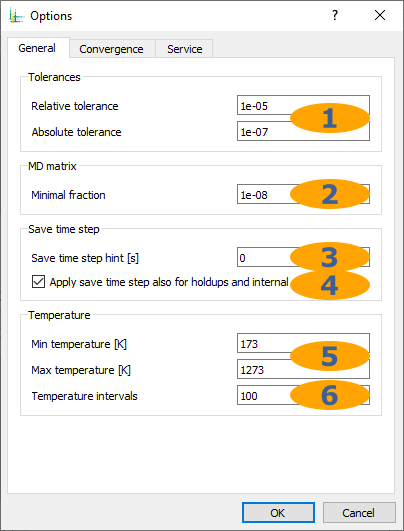 Options
General Convergence Service
Tolerances
Relative tolerance 1e-05
1
Absolute tolerance 1e-07
MD matrix
Minimal fraction 1e-08 2
Save time step
Save time step hint [s] 0 3
Apply save time step also for holdups and internal 4
Temperature
Min temperature [K] 173
5
Max temperature [K] 1273
Temperature intervals 100 6
OK Cancel